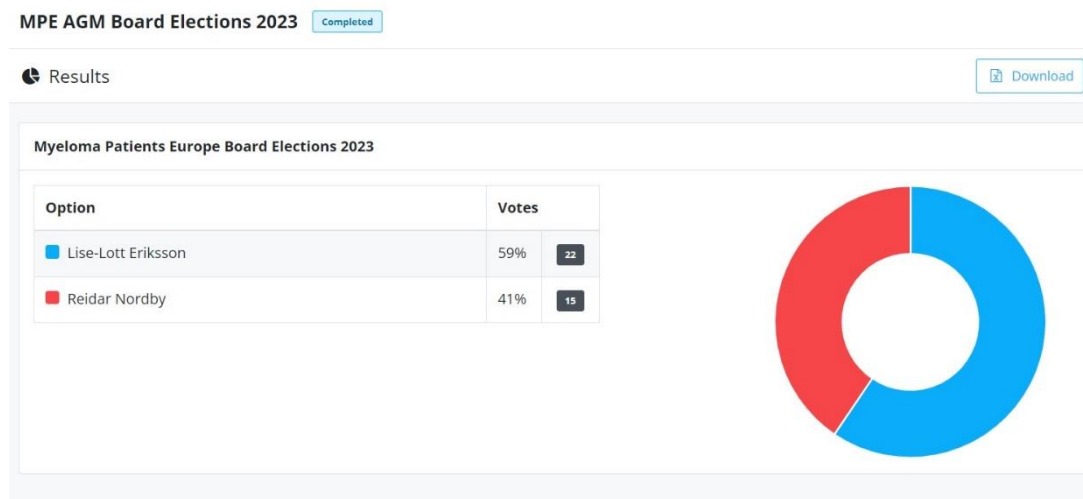 MPE AGM Board Elections 2023 Completed
Results Download
Myeloma Patients Europe Board Elections 2023
Option Votes
Lise-Lott Eriksson 59% 22
Reidar Nordby 41% 15